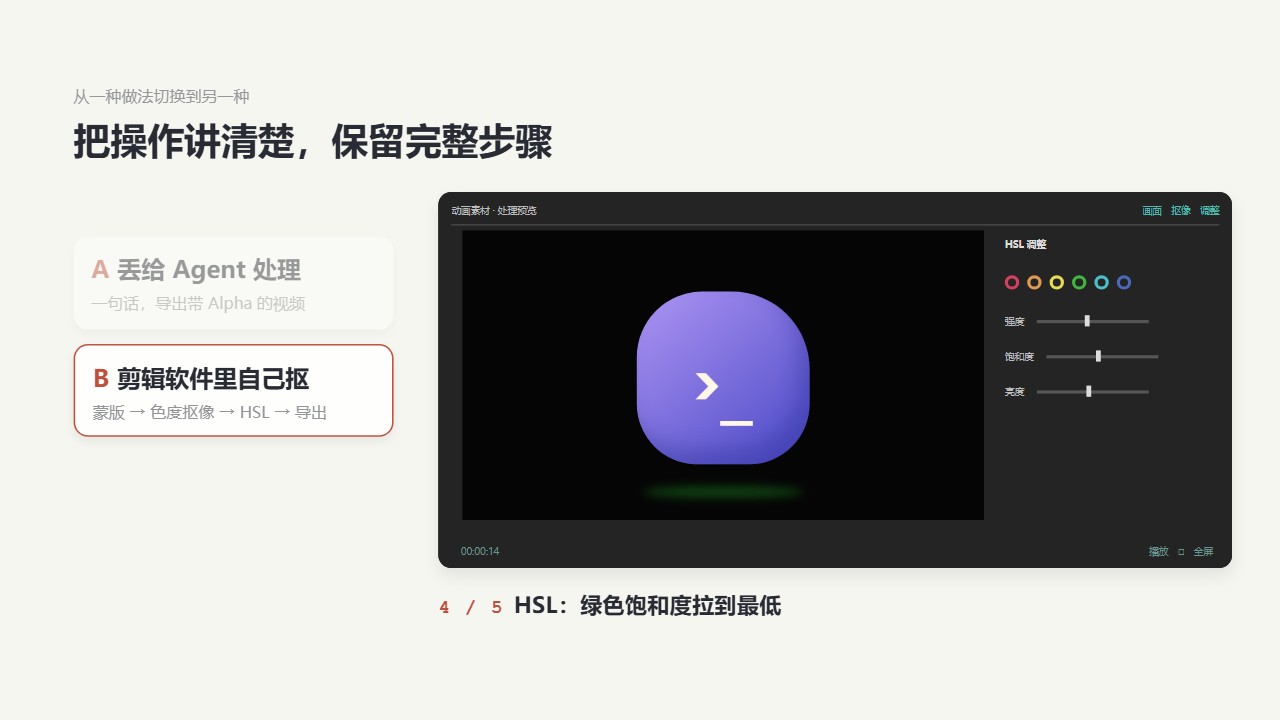 从一种做法切换到另一种
把操作讲清楚，保留完整步骤
A 丢给 Agent 处理
一句话，导出带 Alpha 的视频
B 剪辑软件里自己抠
蒙版 → 色度抠像 → HSL → 导出
动画素材 · 处理预览
画面 抠像 调整
HSL 调整
强度
饱和度
亮度
›_
00:00:14
播放 □ 全屏
4 / 5 HSL：绿色饱和度拉到最低